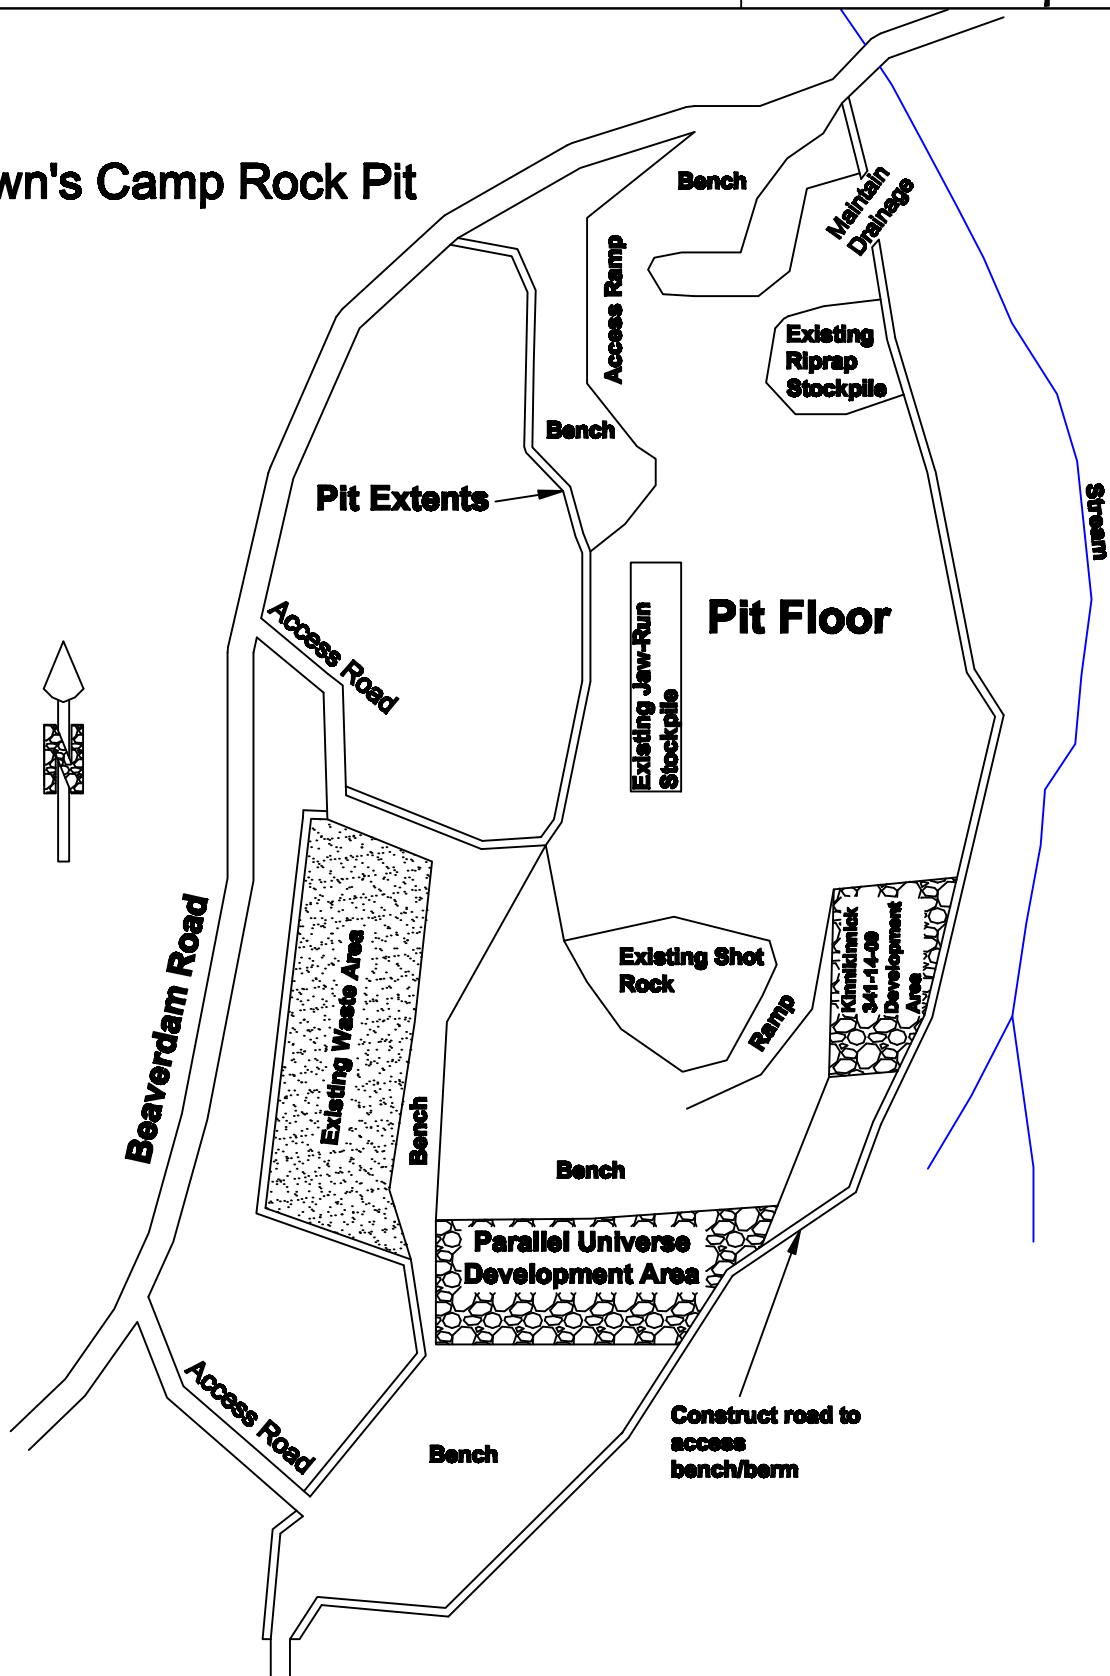 wn's Camp Rock Pit
Bench
Maintain
Drainage
Access Ramp
Existing
Riprap
Stockpile
Bench
Pit Extents
Stream
Pit Floor
Access Road
Existing Jaw-Run
Stockpile
Beaverdam Road
Existing Waste Area
Existing Shot
Rock
Kinnikinnick
341-14-09
Development
Area
Ramp
Bench
Bench
Parallel Universe
Development Area
Access Road
Bench
Construct road to
access
bench/berm